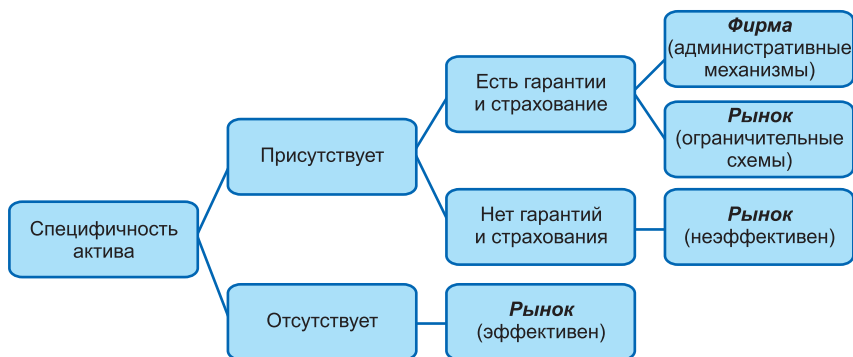 Специфичность
актива
Присутствует
Есть гарантии
и страхование
Фирма
(административные
механизмы)
Рынок
(ограничительные
схемы)
Нет гарантий
и страхования
Рынок
(неэффективен)
Отсутствует
Рынок
(эффективен)